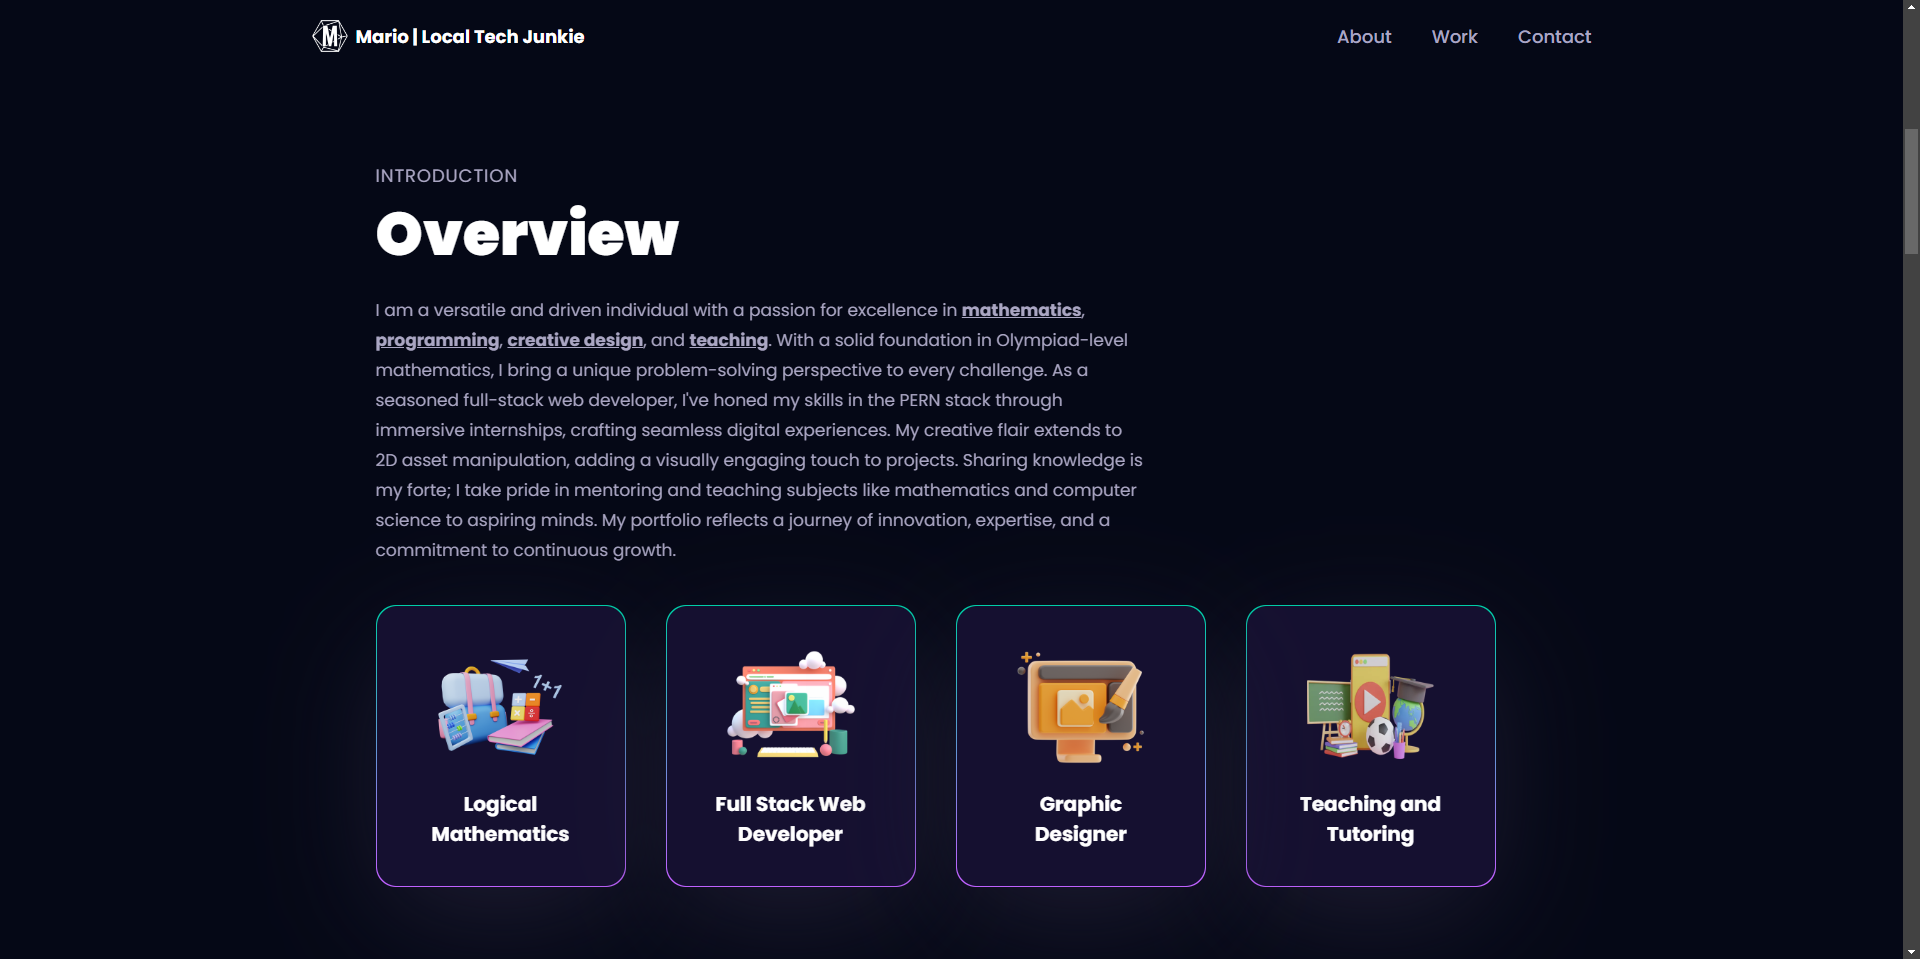 M
Mario | Local Tech Junkie
About
Work
Contact
INTRODUCTION
Overview
I am a versatile and driven individual with a passion for excellence in mathematics,
programming, creative design, and teaching. With a solid foundation in Olympiad-level
mathematics, I bring a unique problem-solving perspective to every challenge. As a
seasoned full-stack web developer, I've honed my skills in the PERN stack through
immersive internships, crafting seamless digital experiences. My creative flair extends to
2D asset manipulation, adding a visually engaging touch to projects. Sharing knowledge is
my forte; I take pride in mentoring and teaching subjects like mathematics and computer
science to aspiring minds. My portfolio reflects a journey of innovation, expertise, and a
commitment to continuous growth.
1+1
Logical
Mathematics
Full Stack Web
Developer
Graphic
Designer
Teaching and
Tutoring